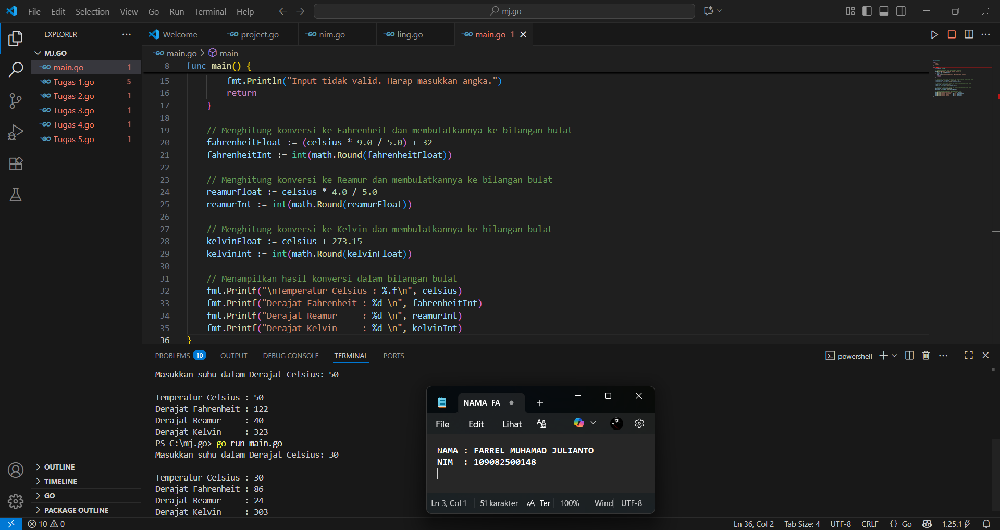 File Edit Selection View Go Run Terminal Help
mj.go
EXPLORER
MJ.GO
main.go 1
Tugas 1.go 5
Tugas 2.go 1
Tugas 3.go 1
Tugas 4.go 1
Tugas 5.go 1
OUTLINE
TIMELINE
GO
PACKAGE OUTLINE
Welcome
GO project.go
GO nim.go
GO ling.go
GO main.go 1
GO main.go > main
8 func main() {
15 fmt.Println("Input tidak valid. Harap masukkan angka.")
16 return
17 }
18
19 // Menghitung konversi ke Fahrenheit dan membulatkannya ke bilangan bulat
20 fahrenheitFloat := (celsius * 9.0 / 5.0) + 32
21 fahrenheitInt := int(math.Round(fahrenheitFloat))
22
23 // Menghitung konversi ke Reamur dan membulatkannya ke bilangan bulat
24 reamurFloat := celsius * 4.0 / 5.0
25 reamurInt := int(math.Round(reamurFloat))
26
27 // Menghitung konversi ke Kelvin dan membulatkannya ke bilangan bulat
28 kelvinFloat := celsius + 273.15
29 kelvinInt := int(math.Round(kelvinFloat))
30
31 // Menampilkan hasil konversi dalam bilangan bulat
32 fmt.Printf("\nTemperatur Celsius : %.f\n", celsius)
33 fmt.Printf("Derajat Fahrenheit : %d \n", fahrenheitInt)
34 fmt.Printf("Derajat Reamur     : %d \n", reamurInt)
35 fmt.Printf("Derajat Kelvin     : %d \n", kelvinInt)
36 }
PROBLEMS 10 OUTPUT DEBUG CONSOLE TERMINAL PORTS
powershell
Masukkan suhu dalam Derajat Celsius: 50
Temperatur Celsius : 50
Derajat Fahrenheit : 122
Derajat Reamur     : 40
Derajat Kelvin     : 323
PS C:\mj.go> go run main.go
Masukkan suhu dalam Derajat Celsius: 30
Temperatur Celsius : 30
Derajat Fahrenheit : 86
Derajat Reamur     : 24
Derajat Kelvin     : 303
NAMA FA
File Edit Lihat
NAMA : FARREL MUHAMAD JULIANTO
NIM  : 109082500148
Ln 3, Col 1 51 karakter Ter 100% Wind UTF-8
10 0
Ln 36, Col 2 Tab Size: 4 UTF-8 CRLF {} Go 1.25.1